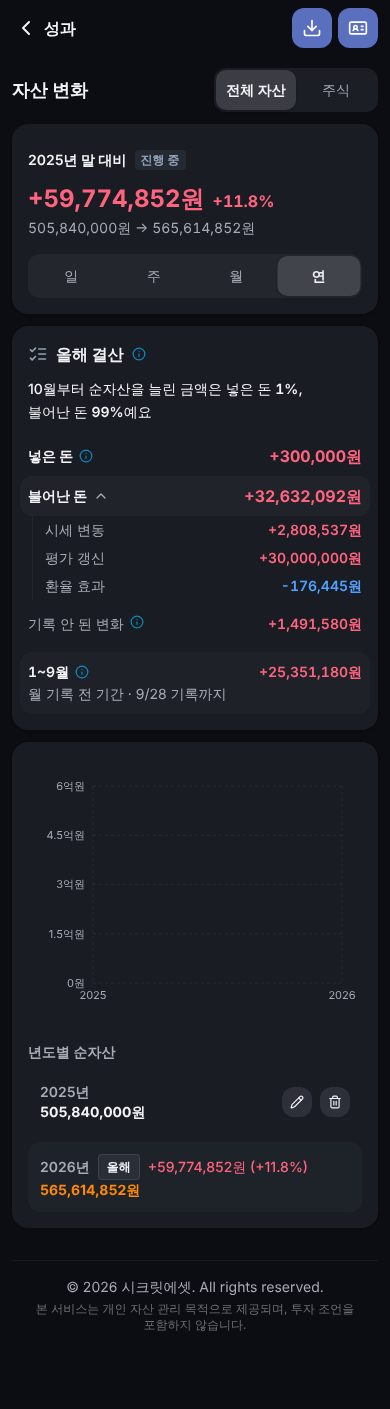 성과
자산 변화
전체 자산 주식
2025년 말 대비 진행 중
+59,774,852원 +11.8%
505,840,000원 → 565,614,852원
일 주 월 연
올해 결산
10월부터 순자산을 늘린 금액은 넣은 돈 1%,
불어난 돈 99%예요
넣은 돈 +300,000원
불어난 돈 +32,632,092원
시세 변동 +2,808,537원
평가 갱신 +30,000,000원
환율 효과 -176,445원
기록 안 된 변화 +1,491,580원
1~9월 +25,351,180원
월 기록 전 기간 · 9/28 기록까지
6억원
4.5억원
3억원
1.5억원
0원
2025 2026
년도별 순자산
2025년
505,840,000원
2026년 올해 +59,774,852원 (+11.8%)
565,614,852원
© 2026 시크릿에셋. All rights reserved.
본 서비스는 개인 자산 관리 목적으로 제공되며, 투자 조언을
포함하지 않습니다.